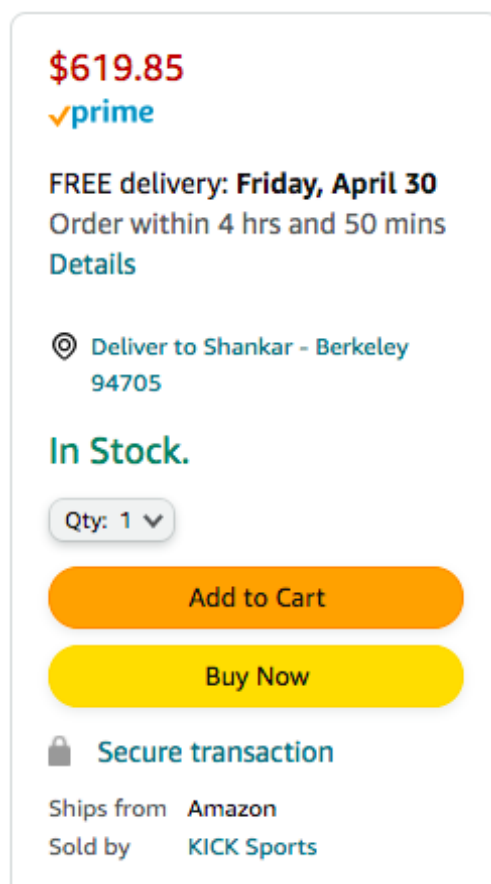 $619.85
prime
FREE delivery: Friday, April 30
Order within 4 hrs and 50 mins
Details
Deliver to Shankar - Berkeley
94705
In Stock.
Qty: 1
Add to Cart
Buy Now
Secure transaction
Ships from Amazon
Sold by KICK Sports